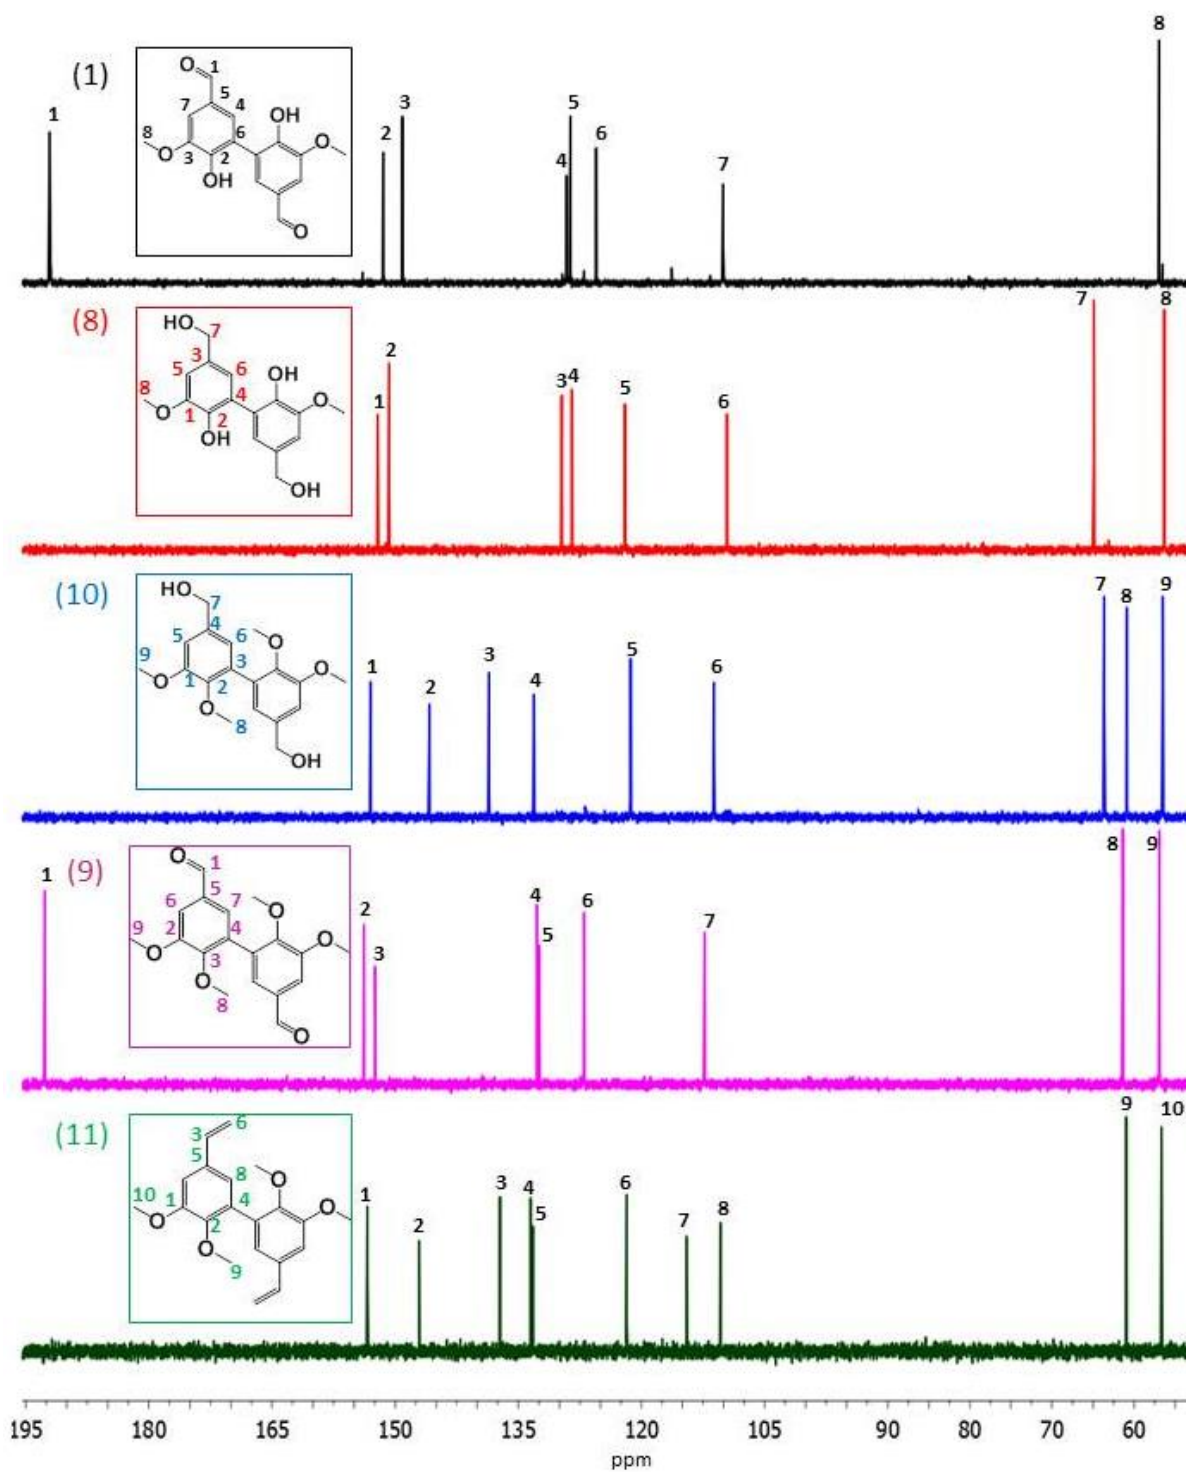 (1)
O 1
5
7 4
OH
8 6
O 3 2 O
OH
O
1 2 3 4 5 6 7 8
(8)
HO 7
3
5 6
OH
8 4
O 1 2 O
OH
OH
1 2 3 4 5 6 7 8
(10)
HO 7
4
5 6 O
9 3
O 1 2 O
O 8
OH
1 2 3 4 5 6 7 8 9
(9)
O 1
5
6 7 O
9 2 4 O
O 3
O 8
O
1 2 3 4 5 6 7 8 9
(11)
3 6
5
8 O
10 1 4 O
O 2
O 9
1 2 3 4 5 6 7 8 9 10
195 180 165 150 135 120 105 90 80 70 60
ppm